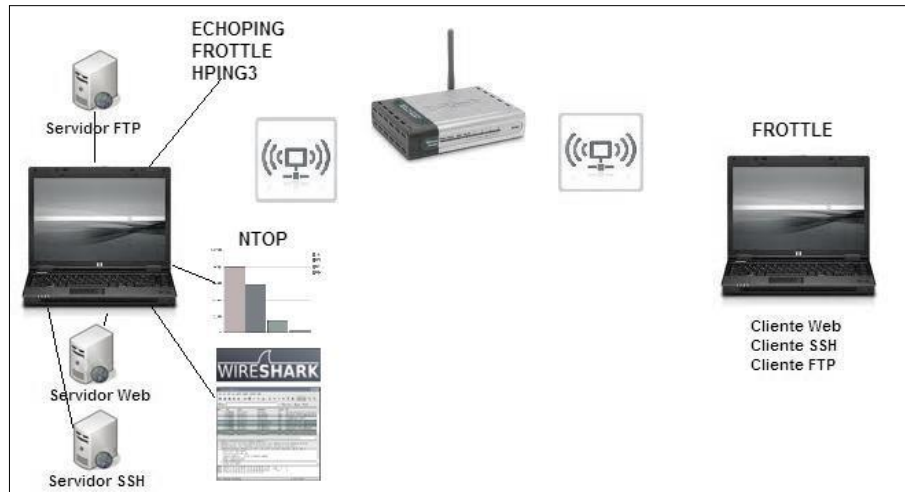 ECHOPING
FROTTLE
HPING3
Servidor FTP
FROTTLE
NTOP
Cliente Web
Cliente SSH
Cliente FTP
WIRESHARK
Servidor Web
Servidor SSH